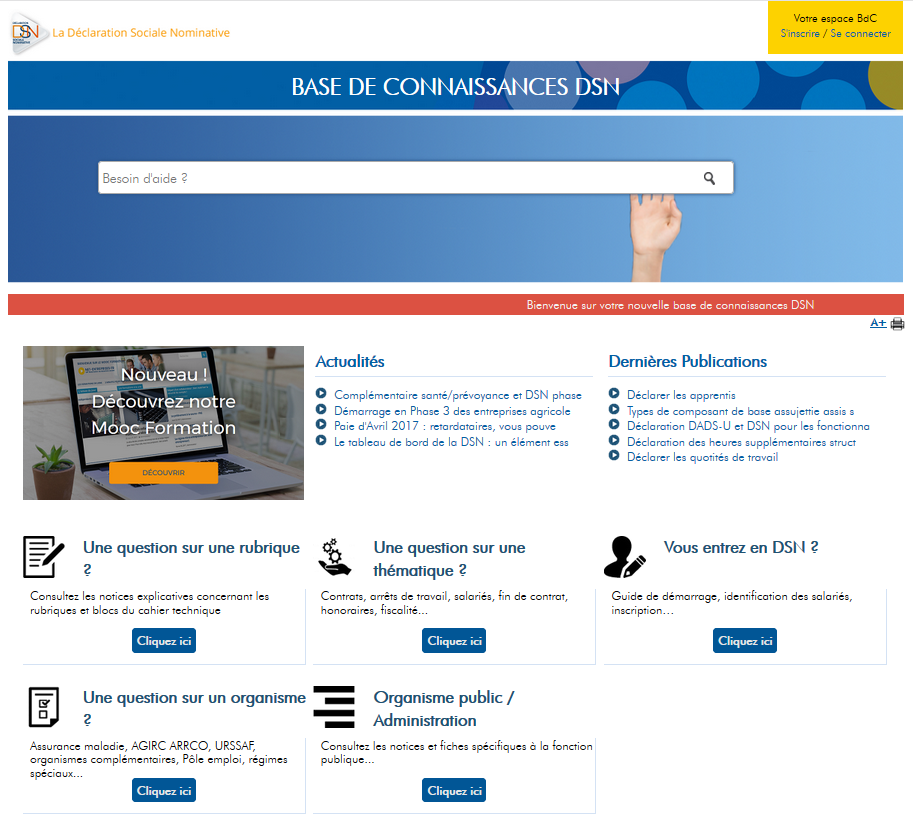 DÉCLARATION
DSN
SOCIALE
NOMINATIVE
La Déclaration Sociale Nominative
Votre espace BdC
S'inscrire / Se connecter
BASE DE CONNAISSANCES DSN
Besoin d'aide ?
Bienvenue sur votre nouvelle base de connaissances DSN
A+
Nouveau !
Découvrez notre
Mooc Formation
DÉCOUVRIR
Actualités
Complémentaire santé/prévoyance et DSN phase
Démarrage en Phase 3 des entreprises agricole
Paie d'Avril 2017 : retardataires, vous pouve
Le tableau de bord de la DSN : un élément ess
Dernières Publications
Déclarer les apprentis
Types de composant de base assujettie assis s
Déclaration DADS-U et DSN pour les fonctionna
Déclaration des heures supplémentaires struct
Déclarer les quotités de travail
Une question sur une rubrique
?
Consultez les notices explicatives concernant les
rubriques et blocs du cahier technique
Cliquez ici
Une question sur une
thématique ?
Contrats, arrêts de travail, salariés, fin de contrat,
honoraires, fiscalité...
Cliquez ici
Vous entrez en DSN ?
Guide de démarrage, identification des salariés,
inscription…
Cliquez ici
Une question sur un organisme
?
Assurance maladie, AGIRC ARRCO, URSSAF,
organismes complémentaires, Pôle emploi, régimes
spéciaux...
Cliquez ici
Organisme public /
Administration
Consultez les notices et fiches spécifiques à la fonction
publique...
Cliquez ici